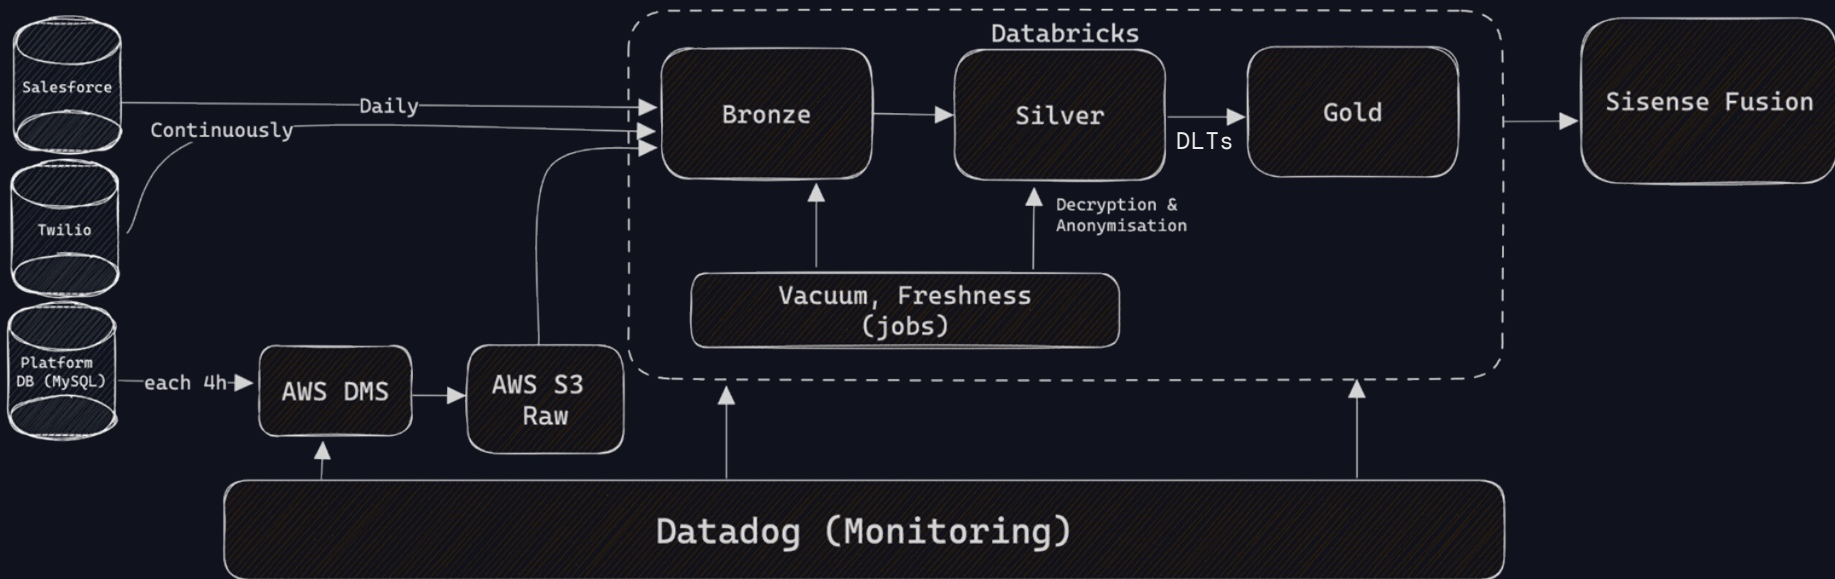 Databricks
Salesforce
Daily
Continuously
Bronze
Silver
DLTs
Gold
Sisense Fusion
Twilio
Decryption &
Anonymisation
Vacuum, Freshness
(jobs)
Platform
DB (MySQL)
each 4h
AWS DMS
AWS S3
Raw
Datadog (Monitoring)